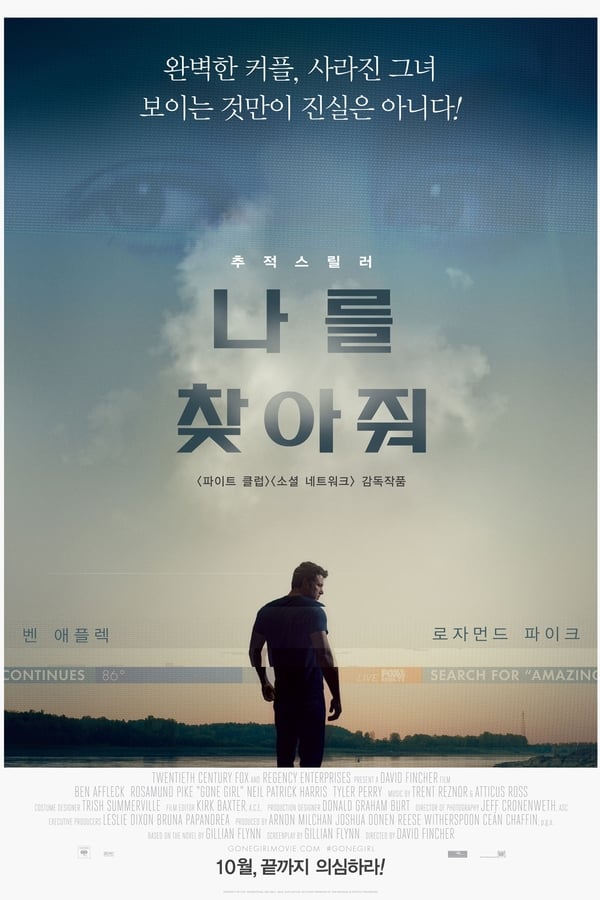 완벽한 커플, 사라진 그녀
보이는 것만이 진실은 아니다!
추적스릴러
나를
찾아줘
<파이트 클럽><소셜 네트워크> 감독작품
벤 애플렉
로자먼드 파이크
CONTINUES 86° LIVE SEARCH FOR "AMAZING
TWENTIETH CENTURY FOX AND REGENCY ENTERPRISES PRESENT A DAVID FINCHER FILM
BEN AFFLECK ROSAMUND PIKE "GONE GIRL" NEIL PATRICK HARRIS TYLER PERRY MUSIC BY TRENT REZNOR & ATTICUS ROSS
COSTUME DESIGNER TRISH SUMMERVILLE FILM EDITOR KIRK BAXTER, A.C.E. PRODUCTION DESIGNER DONALD GRAHAM BURT DIRECTOR OF PHOTOGRAPHY JEFF CRONENWETH, ASC
EXECUTIVE PRODUCERS LESLIE DIXON BRUNA PAPANDREA PRODUCED BY ARNON MILCHAN JOSHUA DONEN REESE WITHERSPOON CEÁN CHAFFIN, p.g.a.
BASED ON THE NOVEL BY GILLIAN FLYNN SCREENPLAY BY GILLIAN FLYNN DIRECTED BY DAVID FINCHER
GONEGIRLMOVIE.COM #GONEGIRL
10월, 끝까지 의심하라!